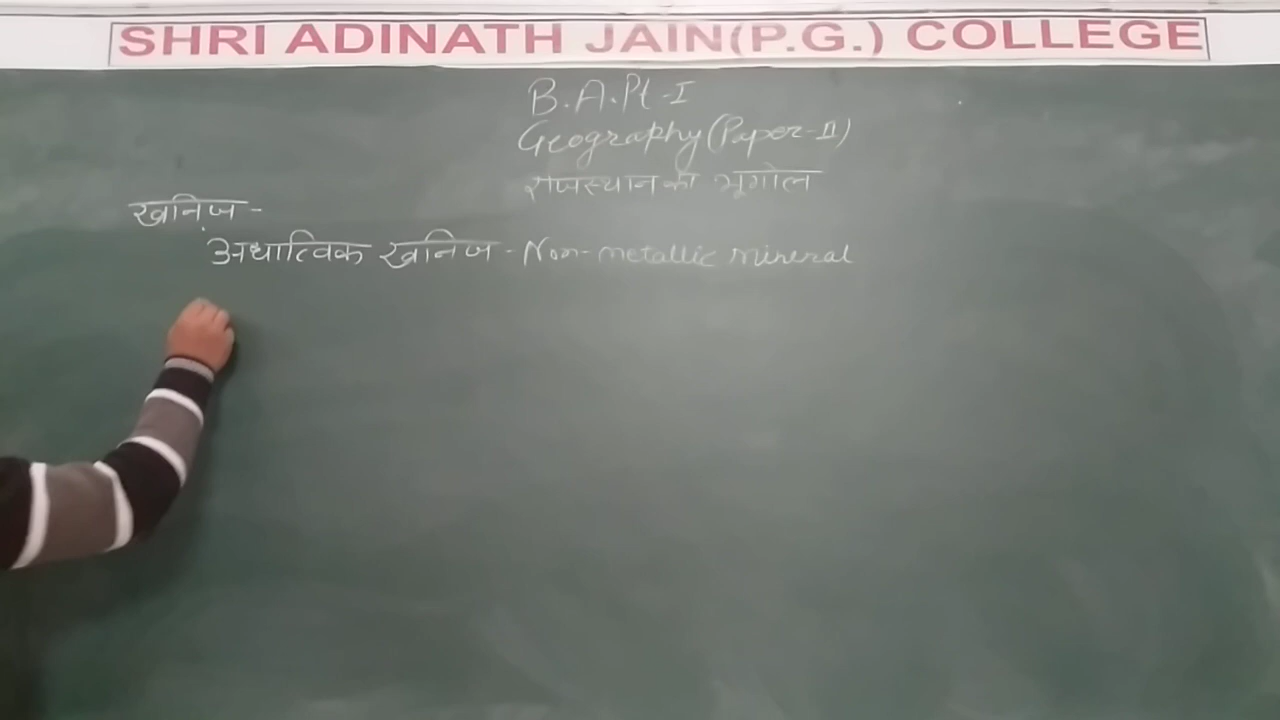 SHRI ADINATH JAIN(P.G.) COLLEGE
B.A.Pt-I
Geography(Paper-II)
राजस्थान का भूगोल
खनिज-
अधात्विक खनिज - Non-metallic mineral